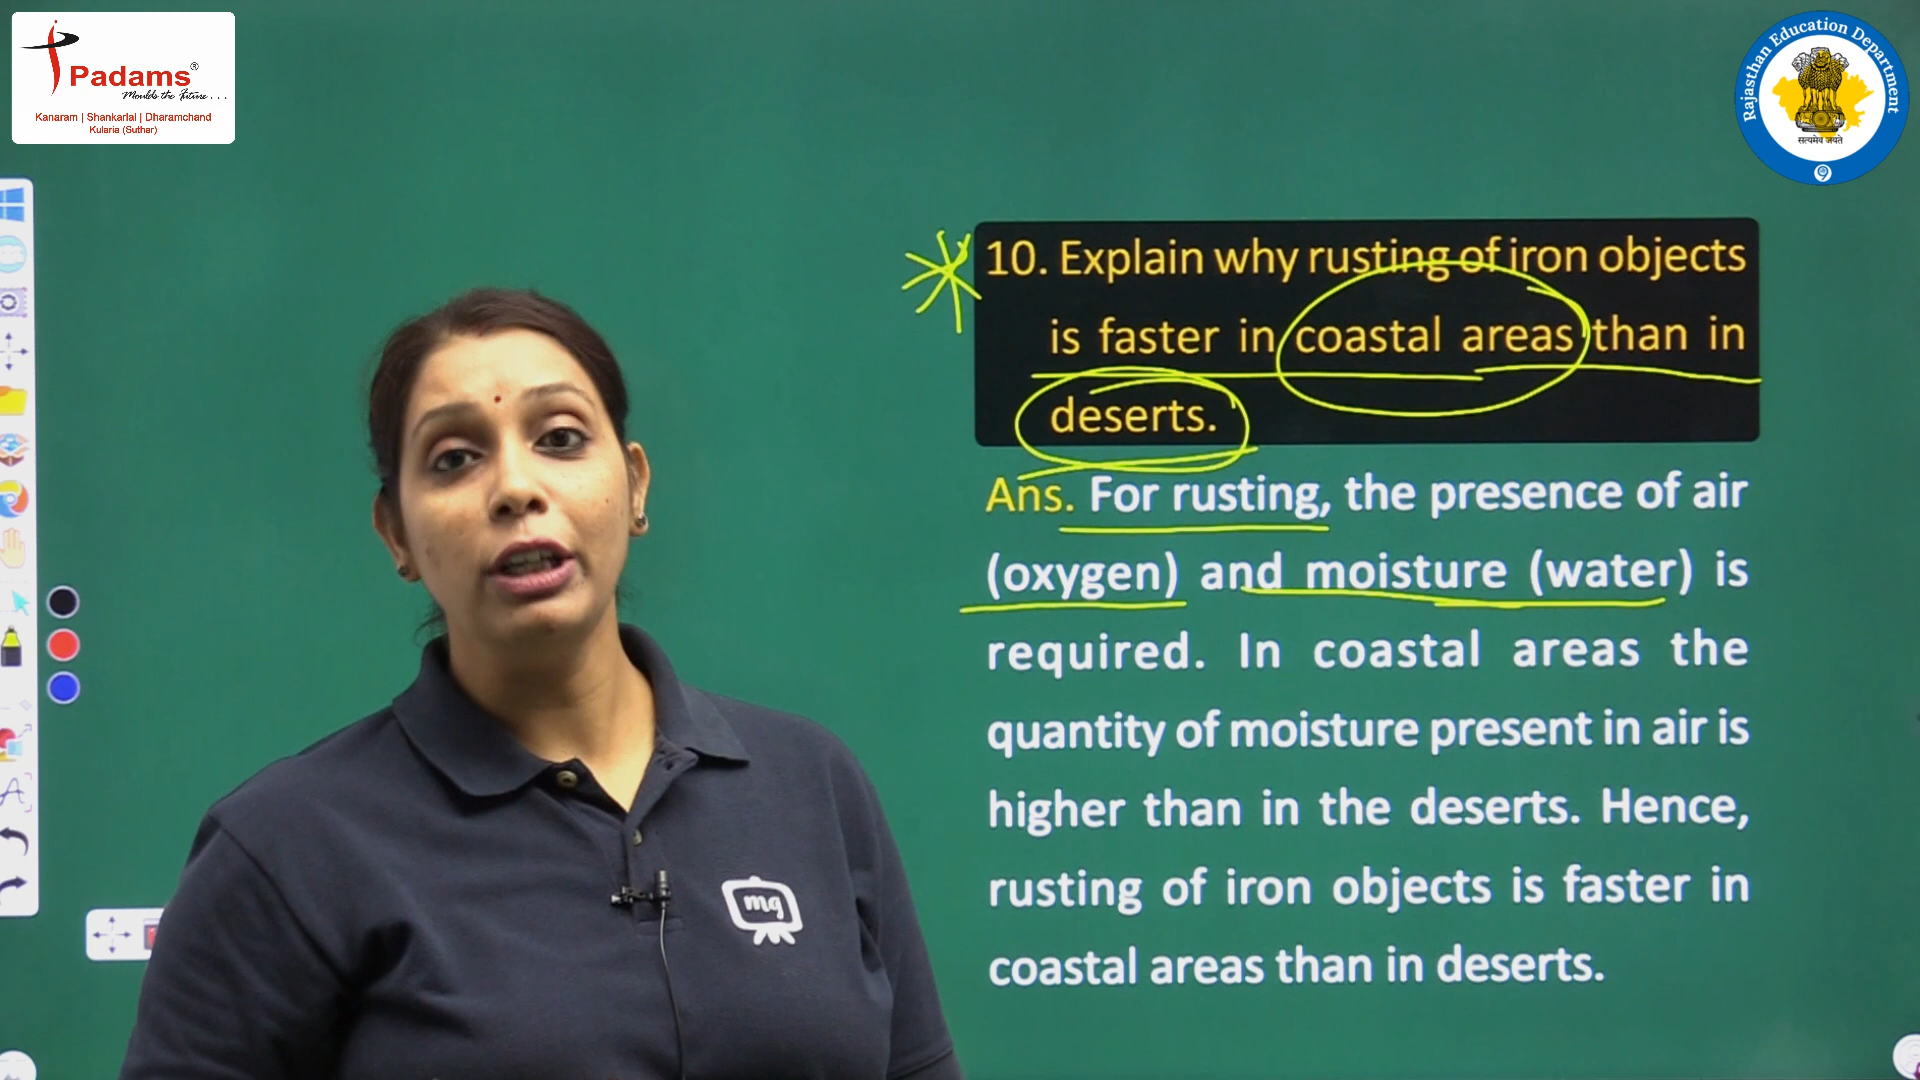 Padams®
Moulds the Future...
Kanaram | Shankarlal | Dharamchand
Kularia (Suthar)
Rajasthan Education Department
सत्यमेव जयते
10. Explain why rusting of iron objects
is faster in coastal areas than in
deserts.
Ans. For rusting, the presence of air
(oxygen) and moisture (water) is
required. In coastal areas the
quantity of moisture present in air is
higher than in the deserts. Hence,
rusting of iron objects is faster in
coastal areas than in deserts.
mg